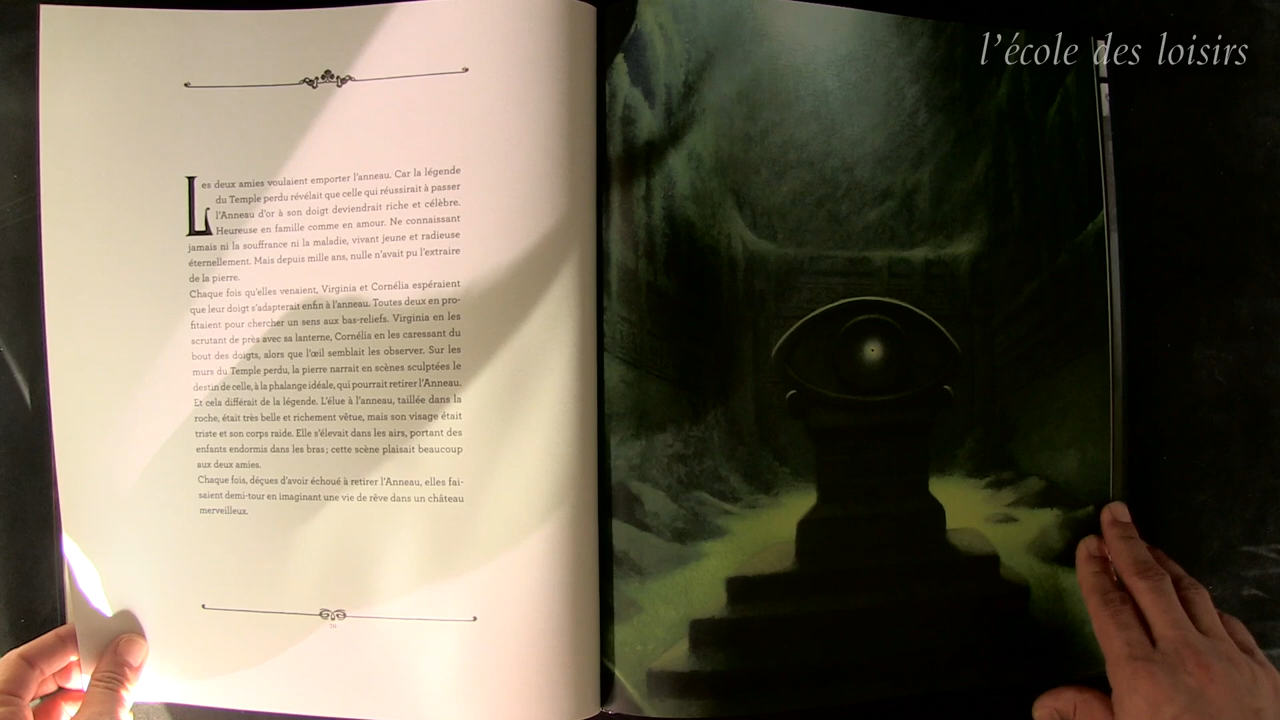 l'école des loisirs
Les deux amies voulaient emporter l'anneau. Car la légende
du Temple perdu révélait que celle qui réussirait à passer
l'Anneau d'or à son doigt deviendrait riche et célèbre.
Heureuse en famille comme en amour. Ne connaissant
jamais ni la souffrance ni la maladie, vivant jeune et radieuse
éternellement. Mais depuis mille ans, nulle n'avait pu l'extraire
de la pierre.
Chaque fois qu'elles venaient, Virginia et Cornélia espéraient
que leur doigt s'adapterait enfin à l'anneau. Toutes deux en pro-
fitaient pour chercher un sens aux bas-reliefs. Virginia en les
scrutant de près avec sa lanterne, Cornélia en les caressant du
bout des doigts, alors que l'œil semblait les observer. Sur les
murs du Temple perdu, la pierre narrait en scènes sculptées le
destin de celle, à la phalange idéale, qui pourrait retirer l'Anneau.
Et cela différait de la légende. L'élue à l'anneau, taillée dans la
roche, était très belle et richement vêtue, mais son visage était
triste et son corps raide. Elle s'élevait dans les airs, portant des
enfants endormis dans les bras ; cette scène plaisait beaucoup
aux deux amies.
Chaque fois, déçues d'avoir échoué à retirer l'Anneau, elles fai-
saient demi-tour en imaginant une vie de rêve dans un château
merveilleux.